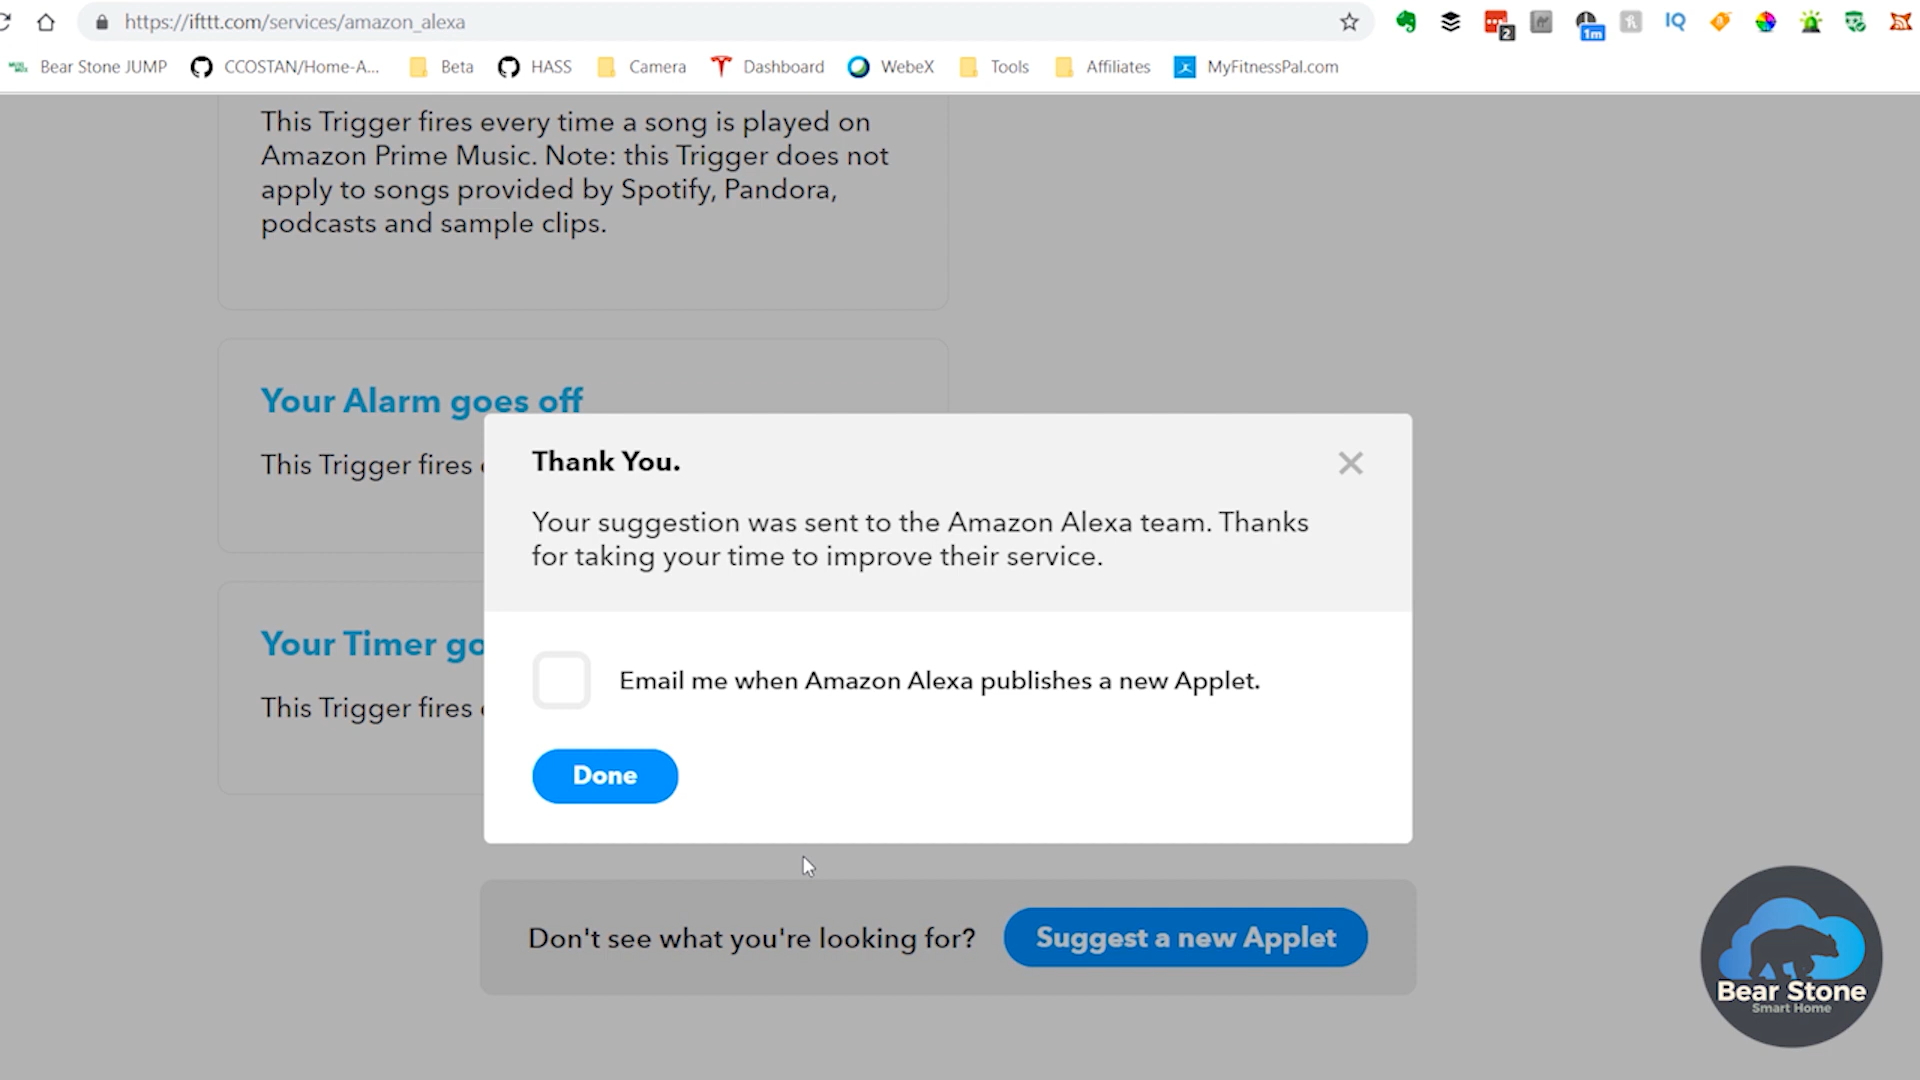 https://ifttt.com/services/amazon_alexa
2
1m
IQ
Bear Stone JUMP
CCOSTAN/Home-A...
Beta
HASS
Camera
Dashboard
WebeX
Tools
Affiliates
MyFitnessPal.com
This Trigger fires every time a song is played on
Amazon Prime Music. Note: this Trigger does not
apply to songs provided by Spotify, Pandora,
podcasts and sample clips.
Your Alarm goes off
This Trigger fires
Thank You.
Your suggestion was sent to the Amazon Alexa team. Thanks
for taking your time to improve their service.
Your Timer go
This Trigger fires
Email me when Amazon Alexa publishes a new Applet.
Done
Don't see what you're looking for?
Suggest a new Applet
Bear Stone
Smart Home